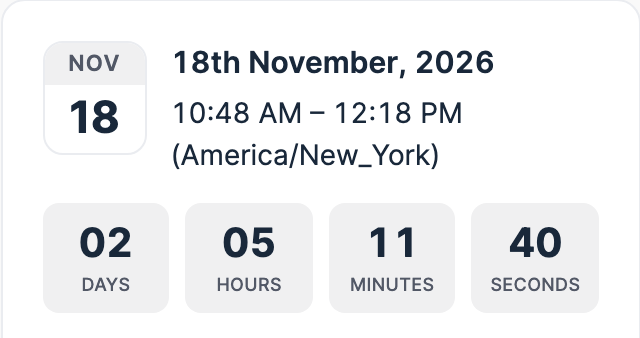 NOV
18
18th November, 2026
10:48 AM – 12:18 PM
(America/New_York)
02
DAYS
05
HOURS
11
MINUTES
40
SECONDS